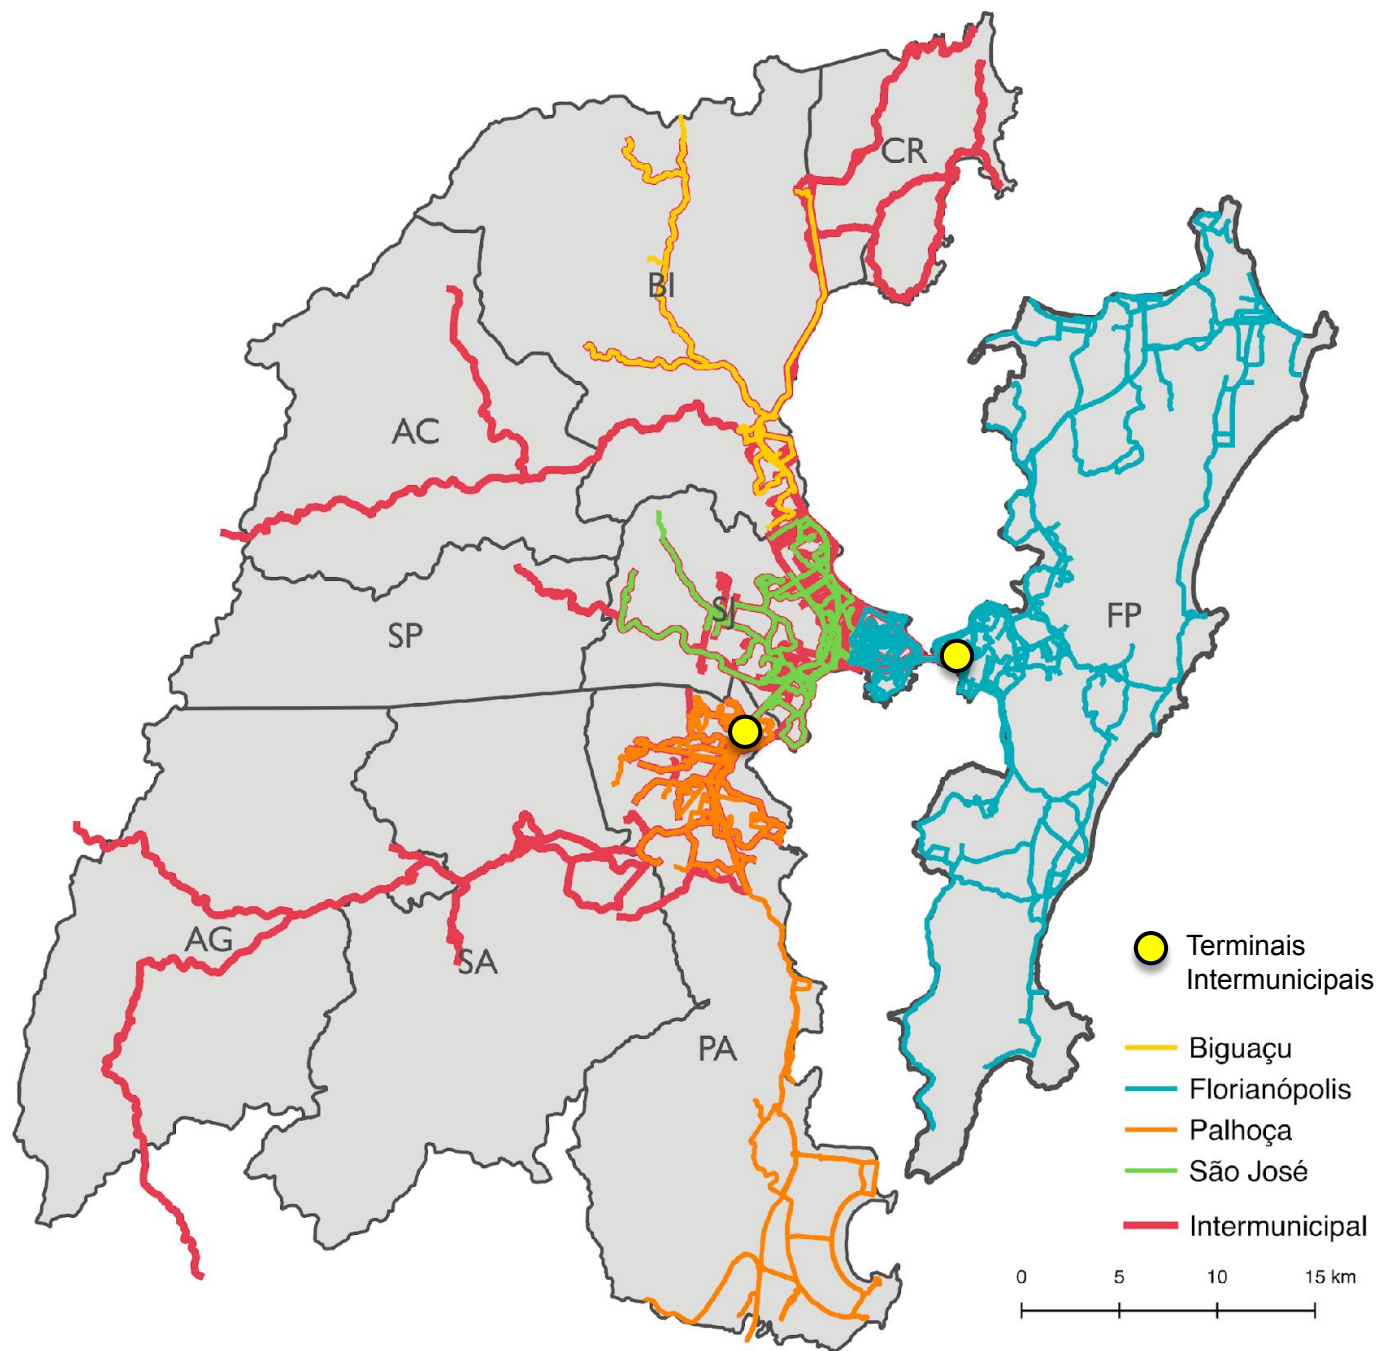 CR
BI
AC
SJ
FP
SP
AG
SA
PA
Terminais
Intermunicipais
Biguaçu
Florianópolis
Palhoça
São José
Intermunicipal
0 5 10 15 km